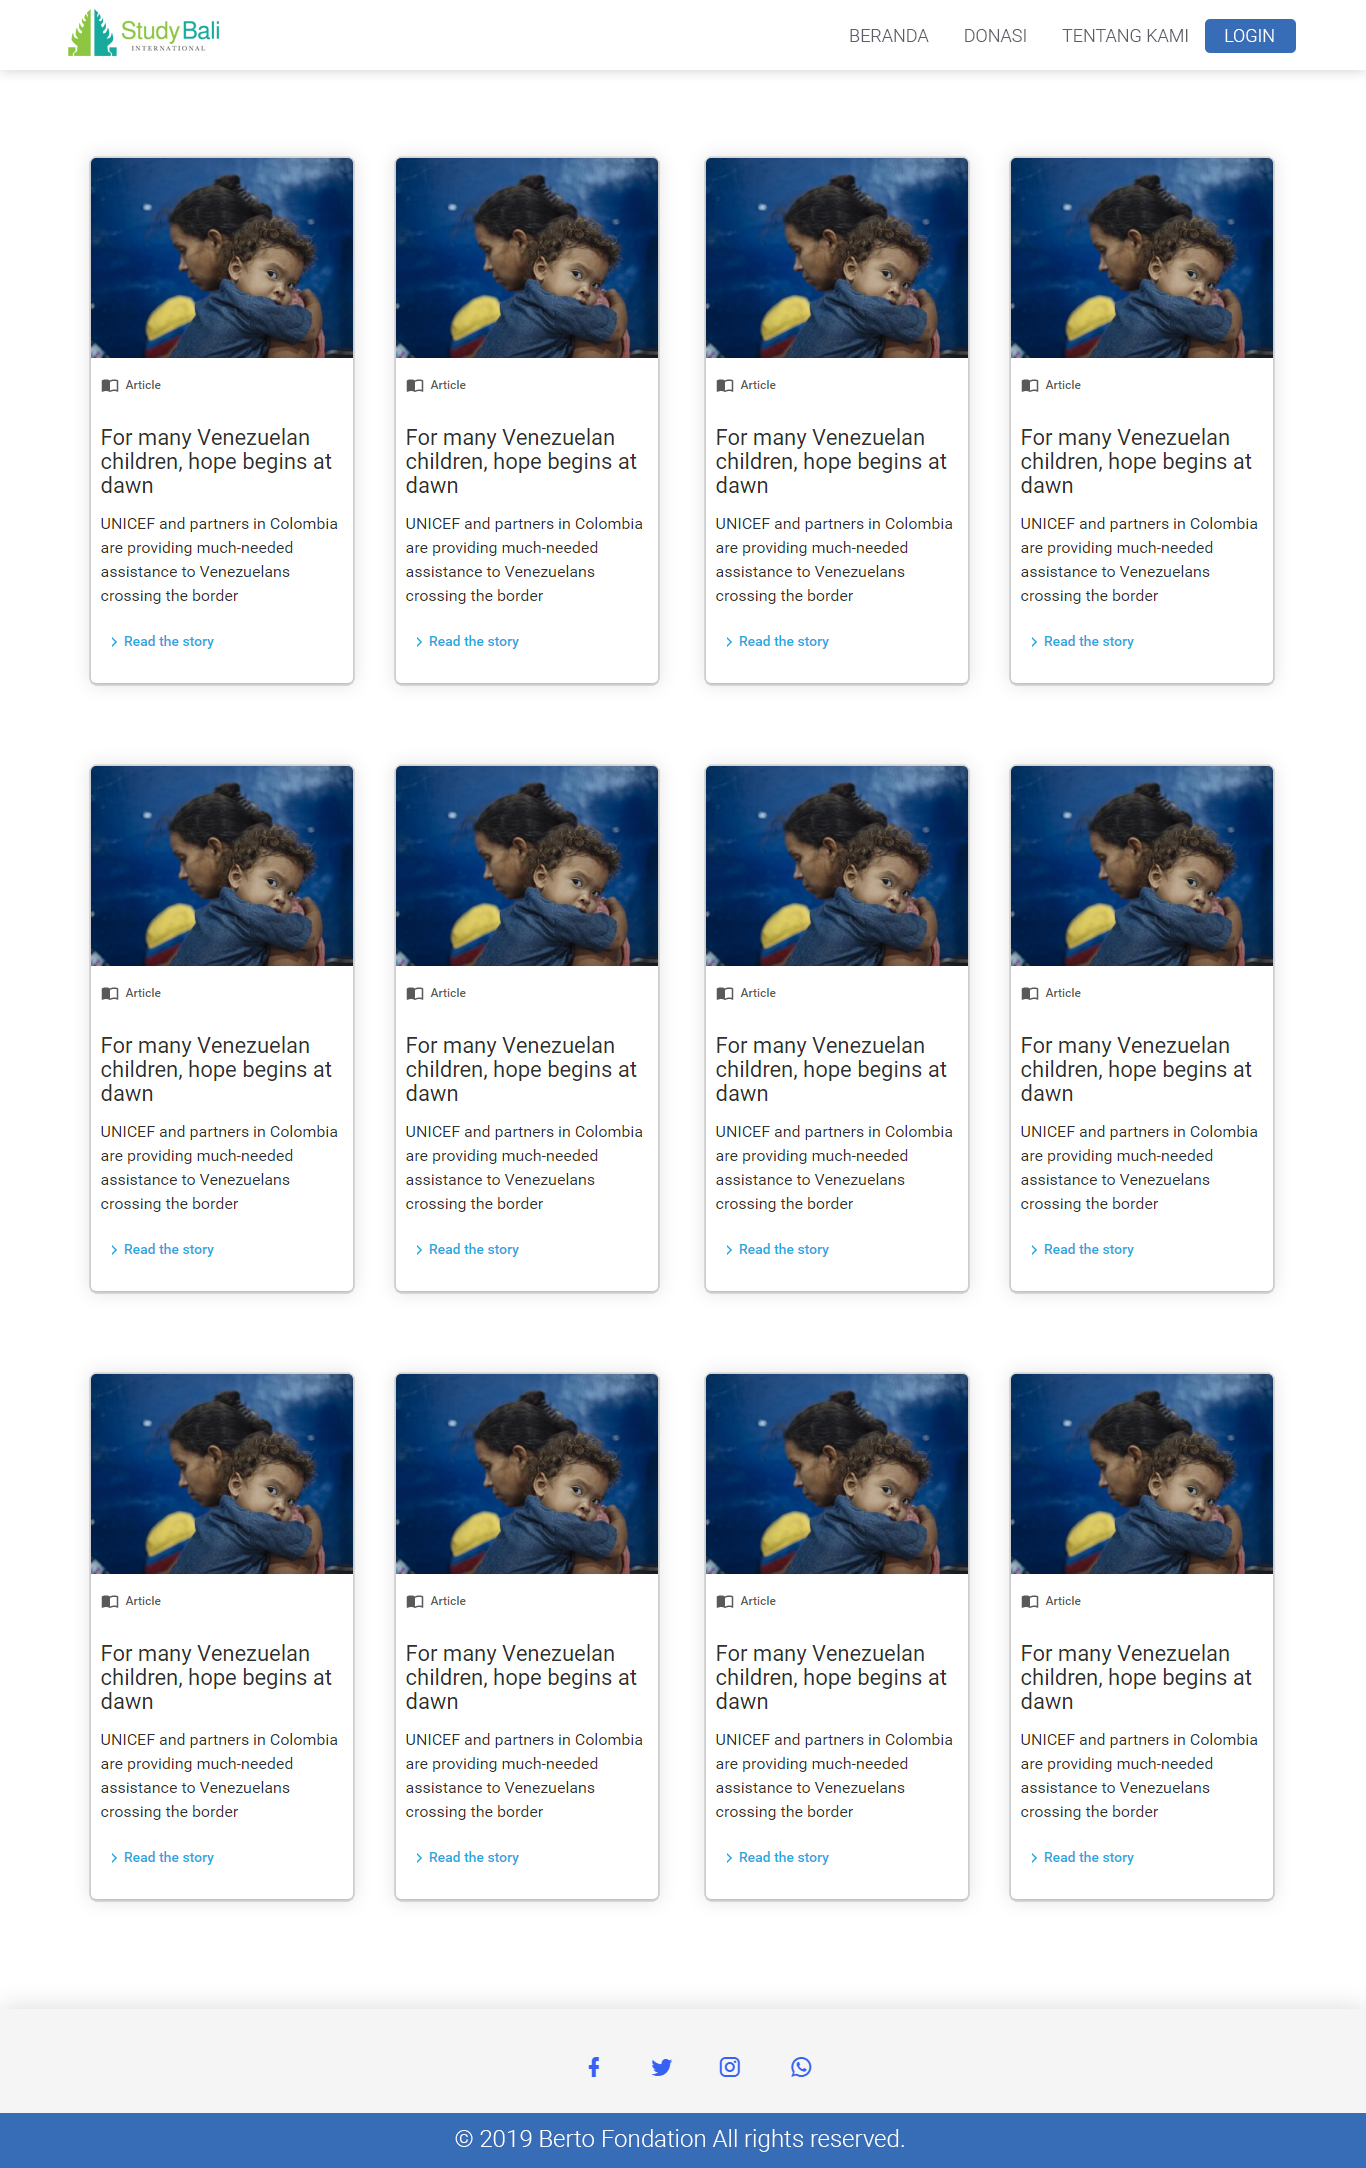 StudyBali
INTERNATIONAL
BERANDA DONASI TENTANG KAMI LOGIN
Article Article Article Article
For many Venezuelan For many Venezuelan For many Venezuelan For many Venezuelan
children, hope begins at children, hope begins at children, hope begins at children, hope begins at
dawn dawn dawn dawn
UNICEF and partners in Colombia UNICEF and partners in Colombia UNICEF and partners in Colombia UNICEF and partners in Colombia
are providing much-needed are providing much-needed are providing much-needed are providing much-needed
assistance to Venezuelans assistance to Venezuelans assistance to Venezuelans assistance to Venezuelans
crossing the border crossing the border crossing the border crossing the border
Read the story Read the story Read the story Read the story
Article Article Article Article
For many Venezuelan For many Venezuelan For many Venezuelan For many Venezuelan
children, hope begins at children, hope begins at children, hope begins at children, hope begins at
dawn dawn dawn dawn
UNICEF and partners in Colombia UNICEF and partners in Colombia UNICEF and partners in Colombia UNICEF and partners in Colombia
are providing much-needed are providing much-needed are providing much-needed are providing much-needed
assistance to Venezuelans assistance to Venezuelans assistance to Venezuelans assistance to Venezuelans
crossing the border crossing the border crossing the border crossing the border
Read the story Read the story Read the story Read the story
Article Article Article Article
For many Venezuelan For many Venezuelan For many Venezuelan For many Venezuelan
children, hope begins at children, hope begins at children, hope begins at children, hope begins at
dawn dawn dawn dawn
UNICEF and partners in Colombia UNICEF and partners in Colombia UNICEF and partners in Colombia UNICEF and partners in Colombia
are providing much-needed are providing much-needed are providing much-needed are providing much-needed
assistance to Venezuelans assistance to Venezuelans assistance to Venezuelans assistance to Venezuelans
crossing the border crossing the border crossing the border crossing the border
Read the story Read the story Read the story Read the story
© 2019 Berto Fondation All rights reserved.